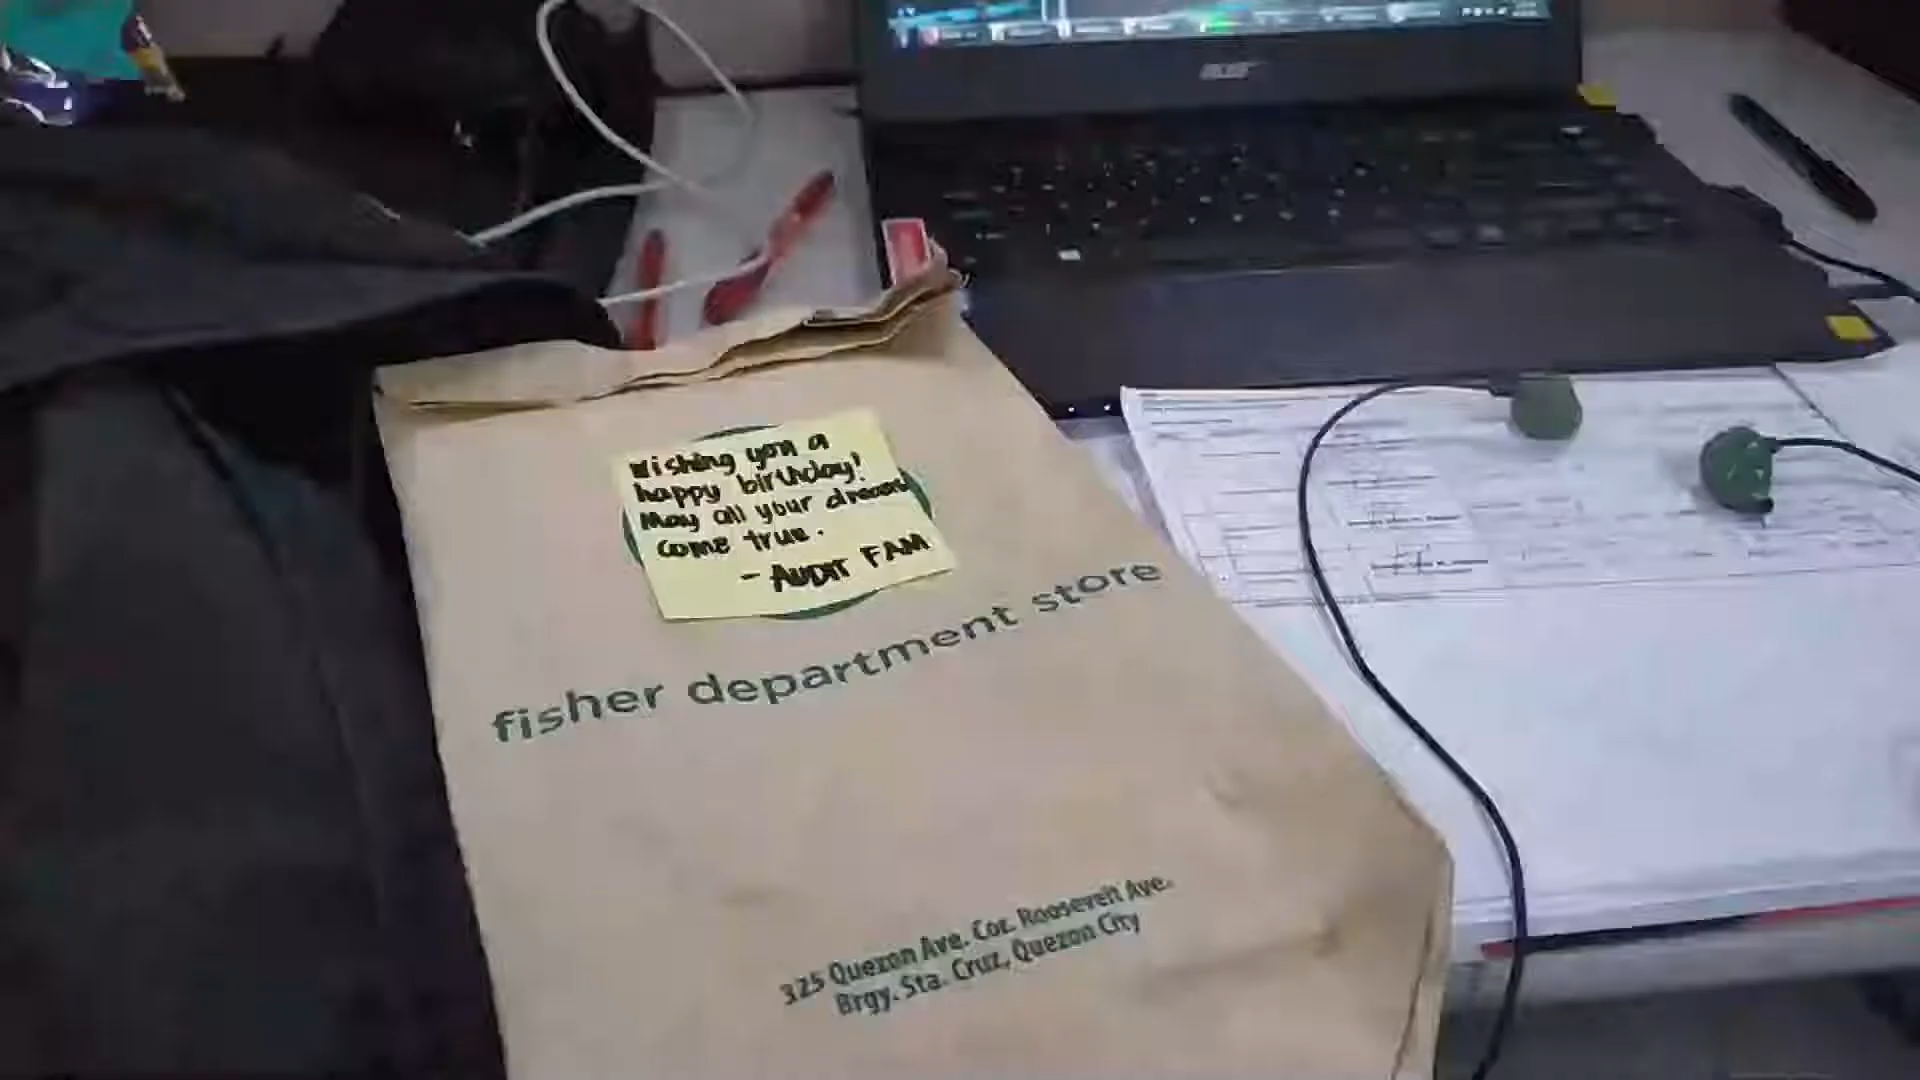 acer
Wishing you a
happy birthday!
May all your dreams
come true.
- AUDIT FAM
fisher department store
325 Quezon Ave. Cor. Roosevelt Ave.
Brgy. Sta. Cruz, Quezon City